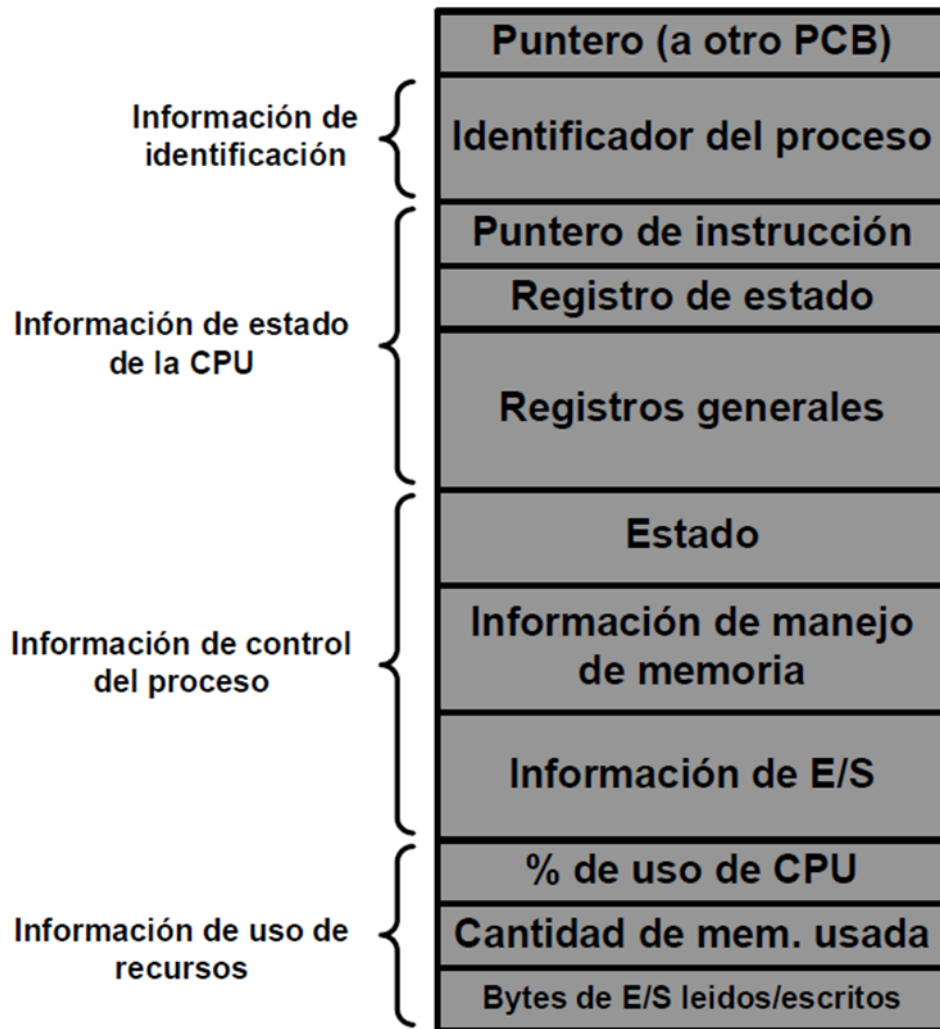 Puntero (a otro PCB)
Información de
identificación
Identificador del proceso
Información de estado
de la CPU
Puntero de instrucción
Registro de estado
Registros generales
Información de control
del proceso
Estado
Información de manejo
de memoria
Información de E/S
Información de uso de
recursos
% de uso de CPU
Cantidad de mem. usada
Bytes de E/S leidos/escritos